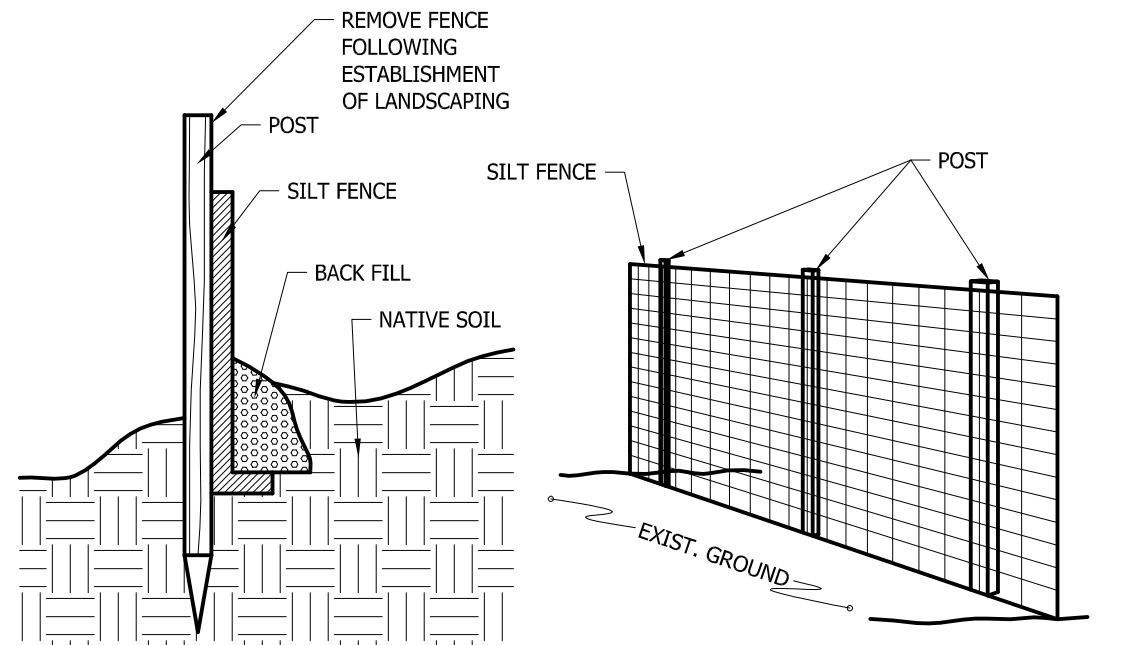 REMOVE FENCE
FOLLOWING
ESTABLISHMENT
OF LANDSCAPING
POST
SILT FENCE
BACK FILL
NATIVE SOIL
SILT FENCE
POST
EXIST. GROUND